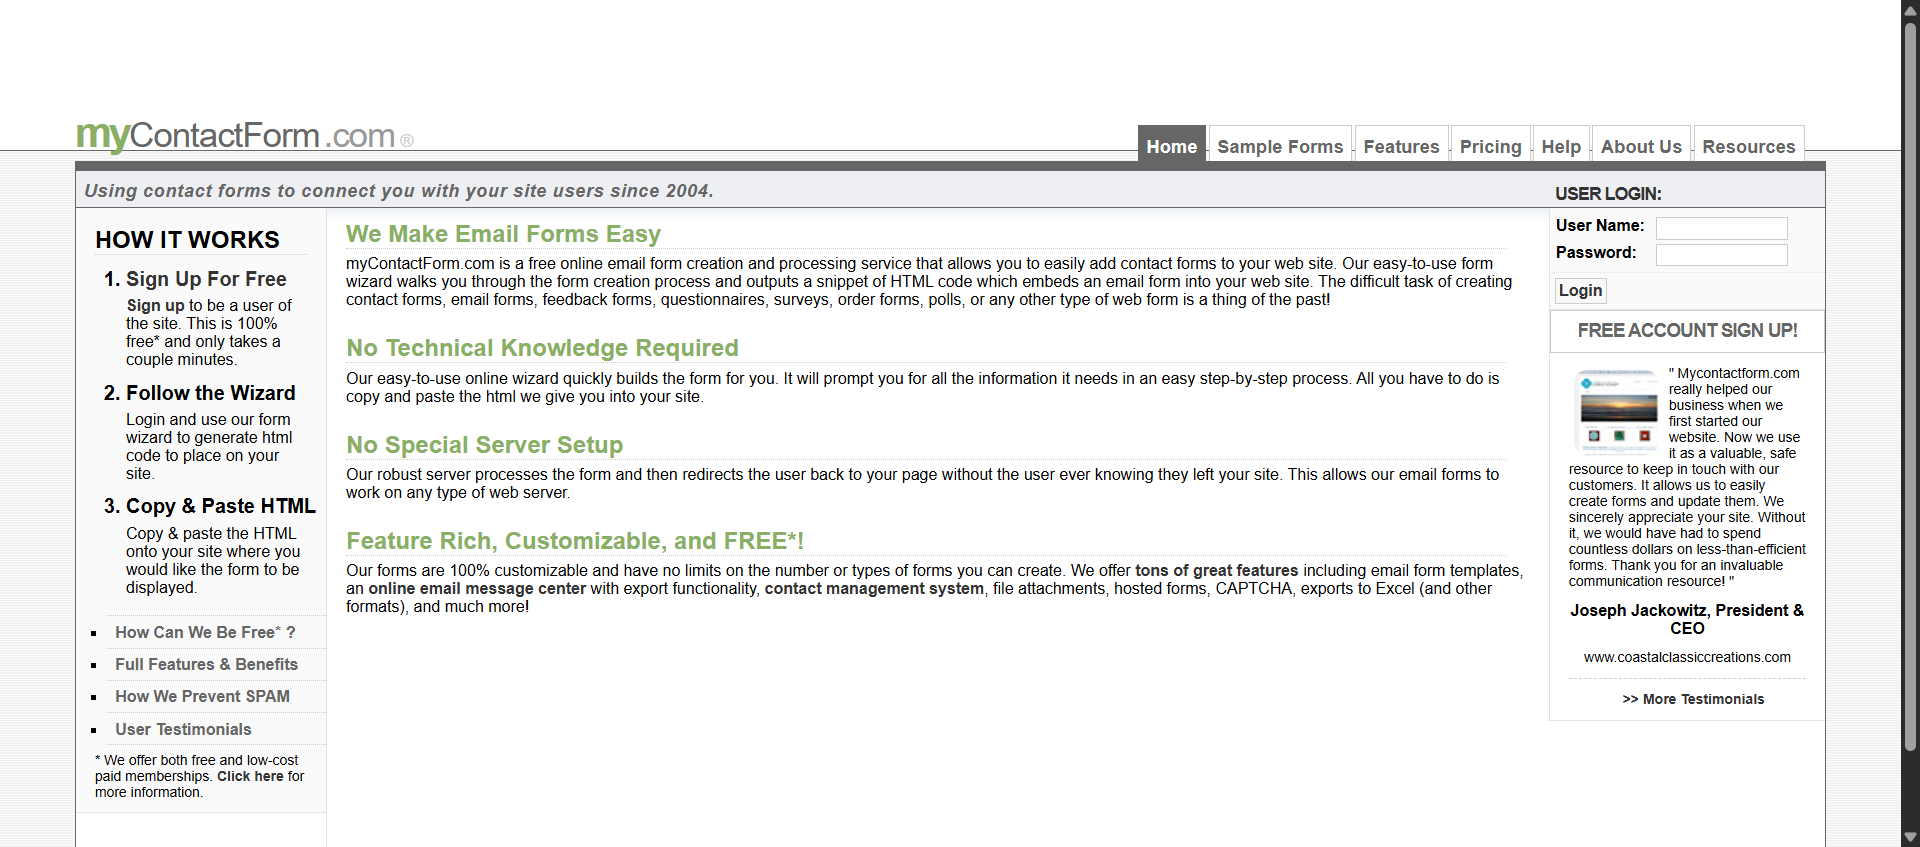 myContactForm.com ®
Home
Sample Forms
Features
Pricing
Help
About Us
Resources
Using contact forms to connect you with your site users since 2004.
HOW IT WORKS
1. Sign Up For Free
Sign up to be a user of
the site. This is 100%
free* and only takes a
couple minutes.
2. Follow the Wizard
Login and use our form
wizard to generate html
code to place on your
site.
3. Copy & Paste HTML
Copy & paste the HTML
onto your site where you
would like the form to be
displayed.
How Can We Be Free* ?
Full Features & Benefits
How We Prevent SPAM
User Testimonials
* We offer both free and low-cost
paid memberships. Click here for
more information.
We Make Email Forms Easy
myContactForm.com is a free online email form creation and processing service that allows you to easily add contact forms to your web site. Our easy-to-use form
wizard walks you through the form creation process and outputs a snippet of HTML code which embeds an email form into your web site. The difficult task of creating
contact forms, email forms, feedback forms, questionnaires, surveys, order forms, polls, or any other type of web form is a thing of the past!
No Technical Knowledge Required
Our easy-to-use online wizard quickly builds the form for you. It will prompt you for all the information it needs in an easy step-by-step process. All you have to do is
copy and paste the html we give you into your site.
No Special Server Setup
Our robust server processes the form and then redirects the user back to your page without the user ever knowing they left your site. This allows our email forms to
work on any type of web server.
Feature Rich, Customizable, and FREE*!
Our forms are 100% customizable and have no limits on the number or types of forms you can create. We offer tons of great features including email form templates,
an online email message center with export functionality, contact management system, file attachments, hosted forms, CAPTCHA, exports to Excel (and other
formats), and much more!
USER LOGIN:
User Name:
Password:
Login
FREE ACCOUNT SIGN UP!
" Mycontactform.com
really helped our
business when we
first started our
website. Now we use
it as a valuable, safe
resource to keep in touch with our
customers. It allows us to easily
create forms and update them. We
sincerely appreciate your site. Without
it, we would have had to spend
countless dollars on less-than-efficient
forms. Thank you for an invaluable
communication resource! "
Joseph Jackowitz, President &
CEO
www.coastalclassiccreations.com
>> More Testimonials